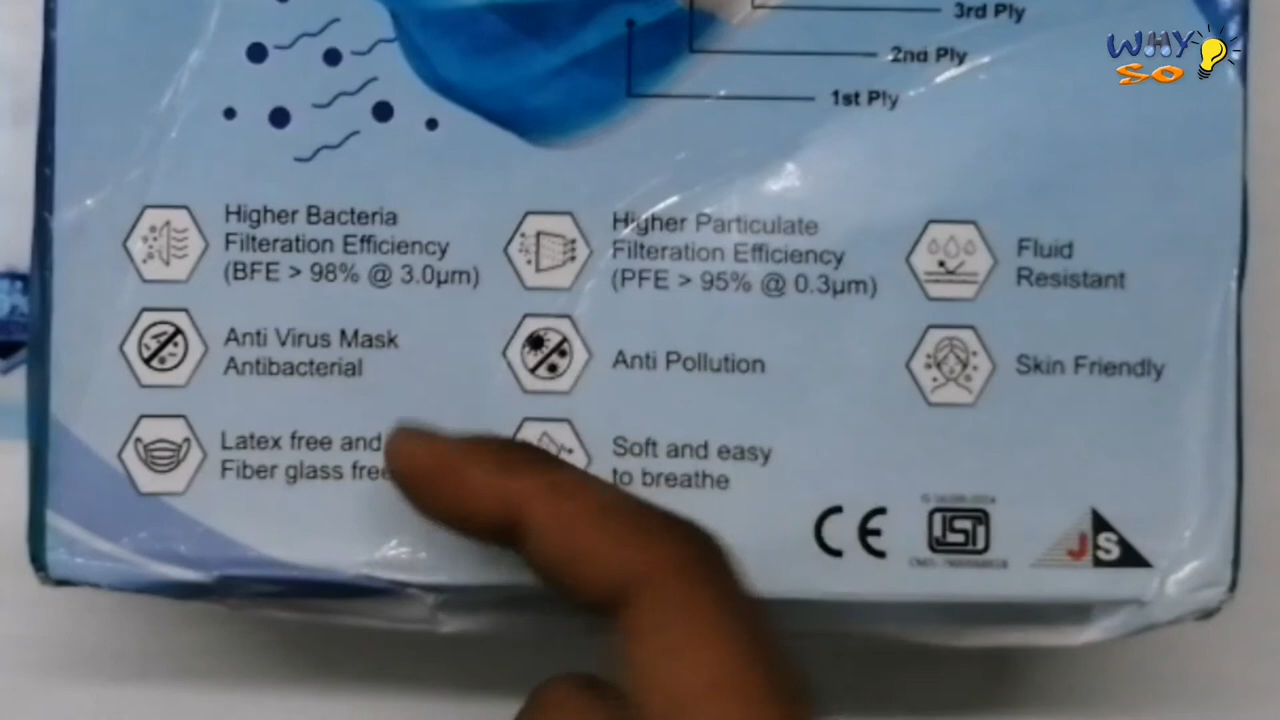 3rd Ply
2nd Ply
1st Ply
WHY
SO
Higher Bacteria
Filteration Efficiency
(BFE > 98% @ 3.0µm)
Higher Particulate
Filteration Efficiency
(PFE > 95% @ 0.3µm)
Fluid
Resistant
Anti Virus Mask
Antibacterial
Anti Pollution
Skin Friendly
Latex free and
Fiber glass free
Soft and easy
to breathe
CE
JS